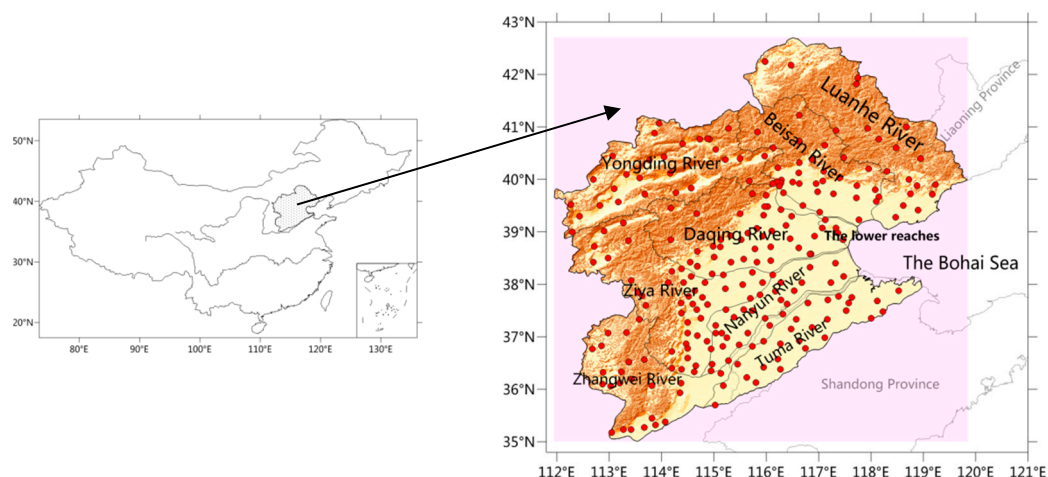 50°N
40°N
30°N
20°N
80°E
90°E
100°E
110°E
120°E
130°E
43°N
42°N
41°N
40°N
39°N
38°N
37°N
36°N
35°N
112°E
113°E
114°E
115°E
116°E
117°E
118°E
119°E
120°E
121°E
Luanhe River
Liaoning Province
Beisan River
Yongding River
Daqing River
The lower reaches
The Bohai Sea
Ziya River
Nanyun River
Tuma River
Zhangwei River
Shandong Province